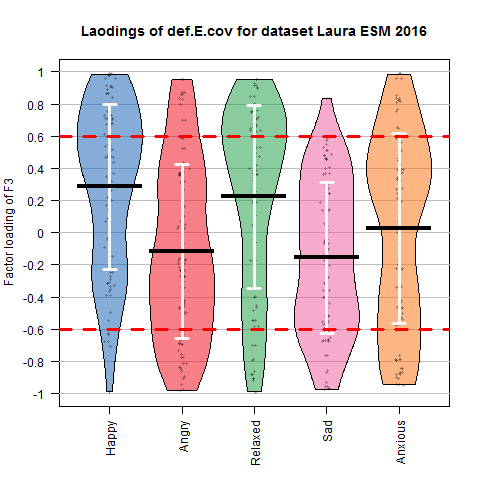 Laodings of def.E.cov for dataset Laura ESM 2016
Factor loading of F3
1
0.8
0.6
0.4
0.2
0
-0.2
-0.4
-0.6
-0.8
-1
Happy
Angry
Relaxed
Sad
Anxious